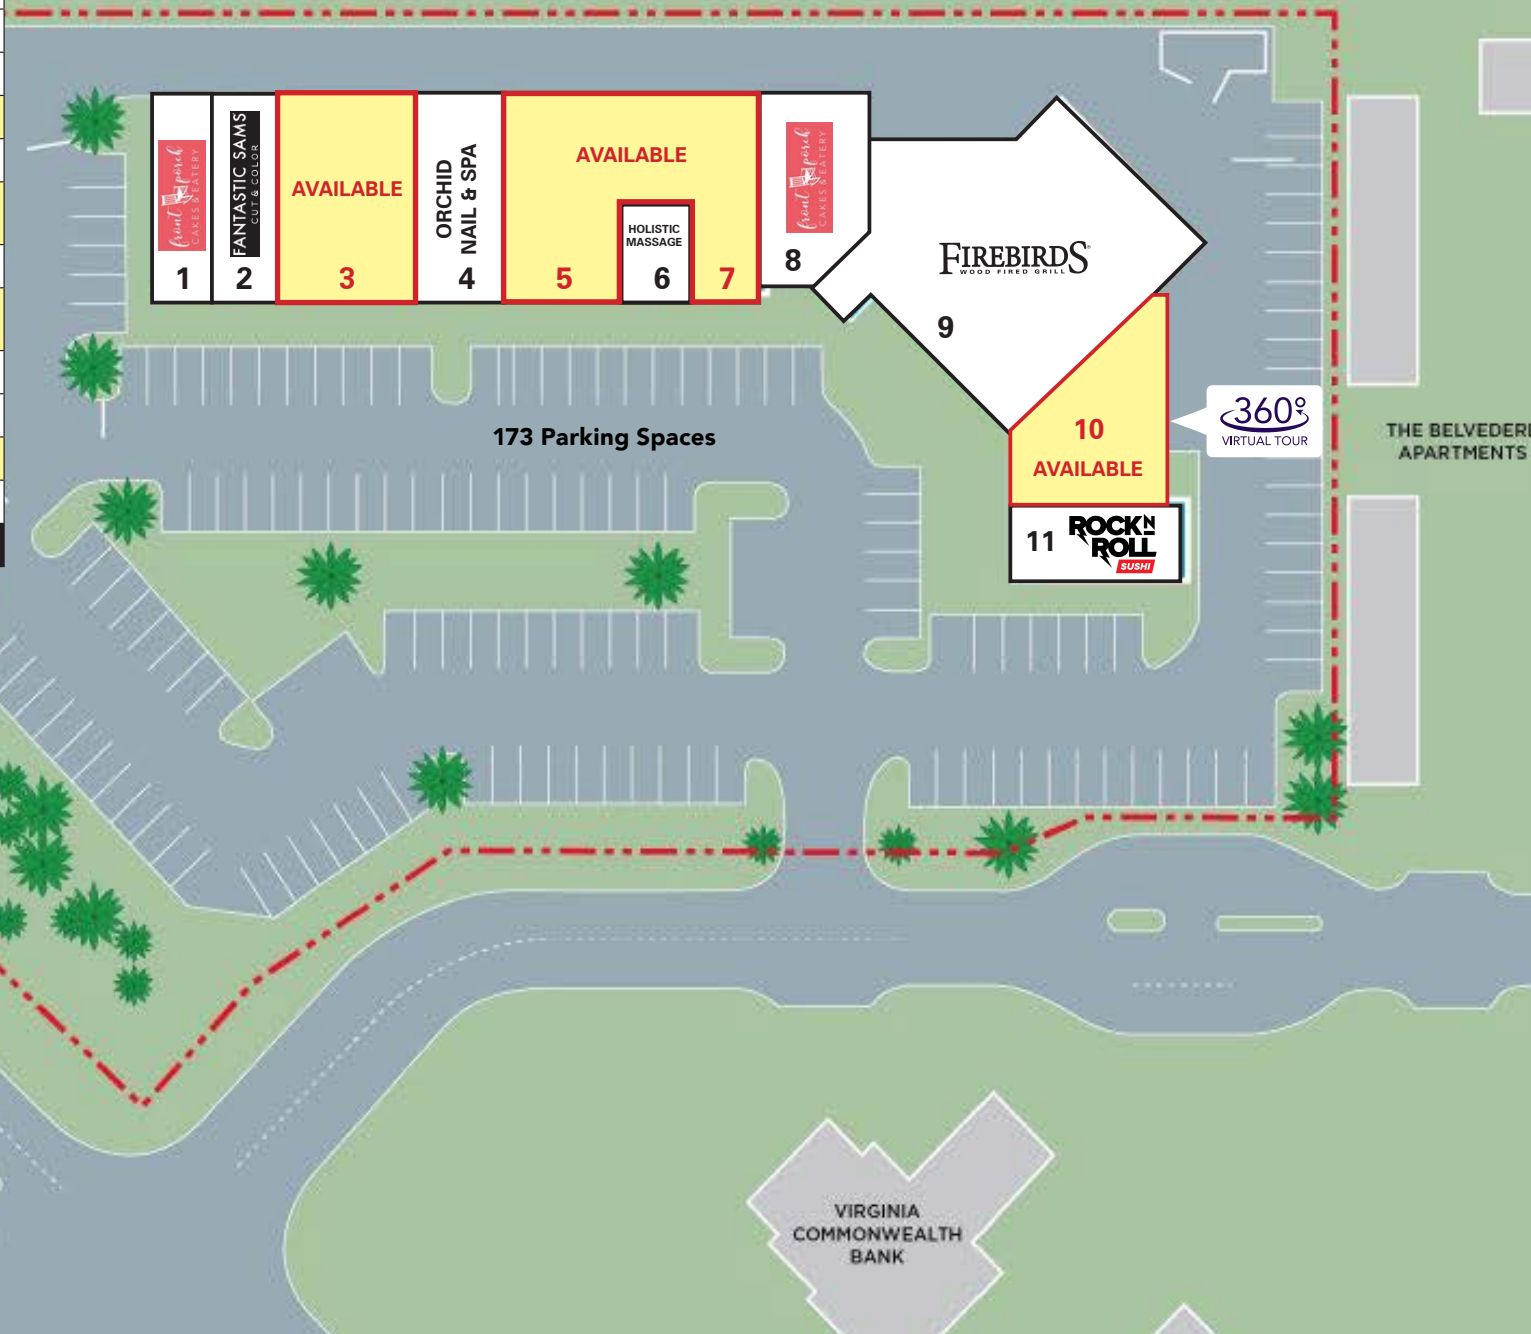 front porch
CAKES & EATERY
1
FANTASTIC SAMS
CUT & COLOR
2
AVAILABLE
3
ORCHID
NAIL & SPA
4
AVAILABLE
5
HOLISTIC
MASSAGE
6
7
front porch
CAKES & EATERY
8
FIREBIRDS
WOOD FIRED GRILL
9
10
AVAILABLE
360°
VIRTUAL TOUR
11
ROCK N
ROLL
SUSHI
173 Parking Spaces
THE BELVEDER
APARTMENTS
VIRGINIA
COMMONWEALTH
BANK